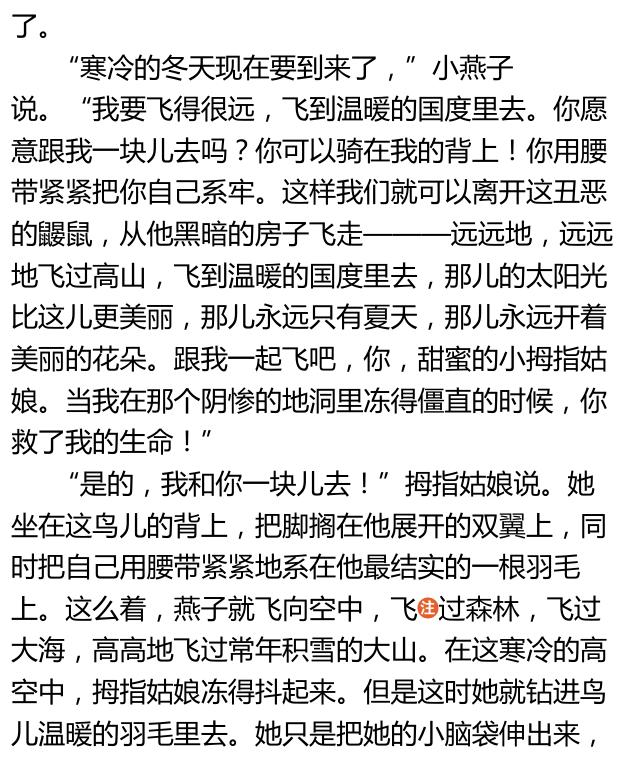 了。
“寒冷的冬天现在要到来了，”小燕子
说。“我要飞得很远，飞到温暖的国度里去。你愿
意跟我一块儿去吗？你可以骑在我的背上！你用腰
带紧紧把你自己系牢。这样我们就可以离开这丑恶
的鼹鼠，从他黑暗的房子飞走———远远地，远远
地飞过高山，飞到温暖的国度里去，那儿的太阳光
比这儿更美丽，那儿永远只有夏天，那儿永远开着
美丽的花朵。跟我一起飞吧，你，甜蜜的小拇指姑
娘。当我在那个阴惨的地洞里冻得僵直的时候，你
救了我的生命！”
“是的，我和你一块儿去！”拇指姑娘说。她
坐在这鸟儿的背上，把脚搁在他展开的双翼上，同
时把自己用腰带紧紧地系在他最结实的一根羽毛
上。这么着，燕子就飞向空中，飞注过森林，飞过
大海，高高地飞过常年积雪的大山。在这寒冷的高
空中，拇指姑娘冻得抖起来。但是这时她就钻进鸟
儿温暖的羽毛里去。她只是把她的小脑袋伸出来，